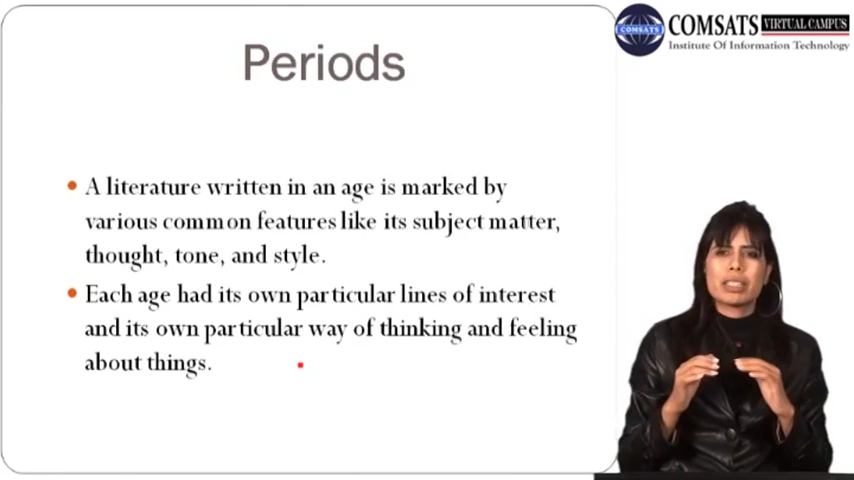 Periods
COMSATS VIRTUAL CAMPUS
Institute Of Information Technology
COMSATS
• A literature written in an age is marked by
various common features like its subject matter,
thought, tone, and style.
• Each age had its own particular lines of interest
and its own particular way of thinking and feeling
about things.